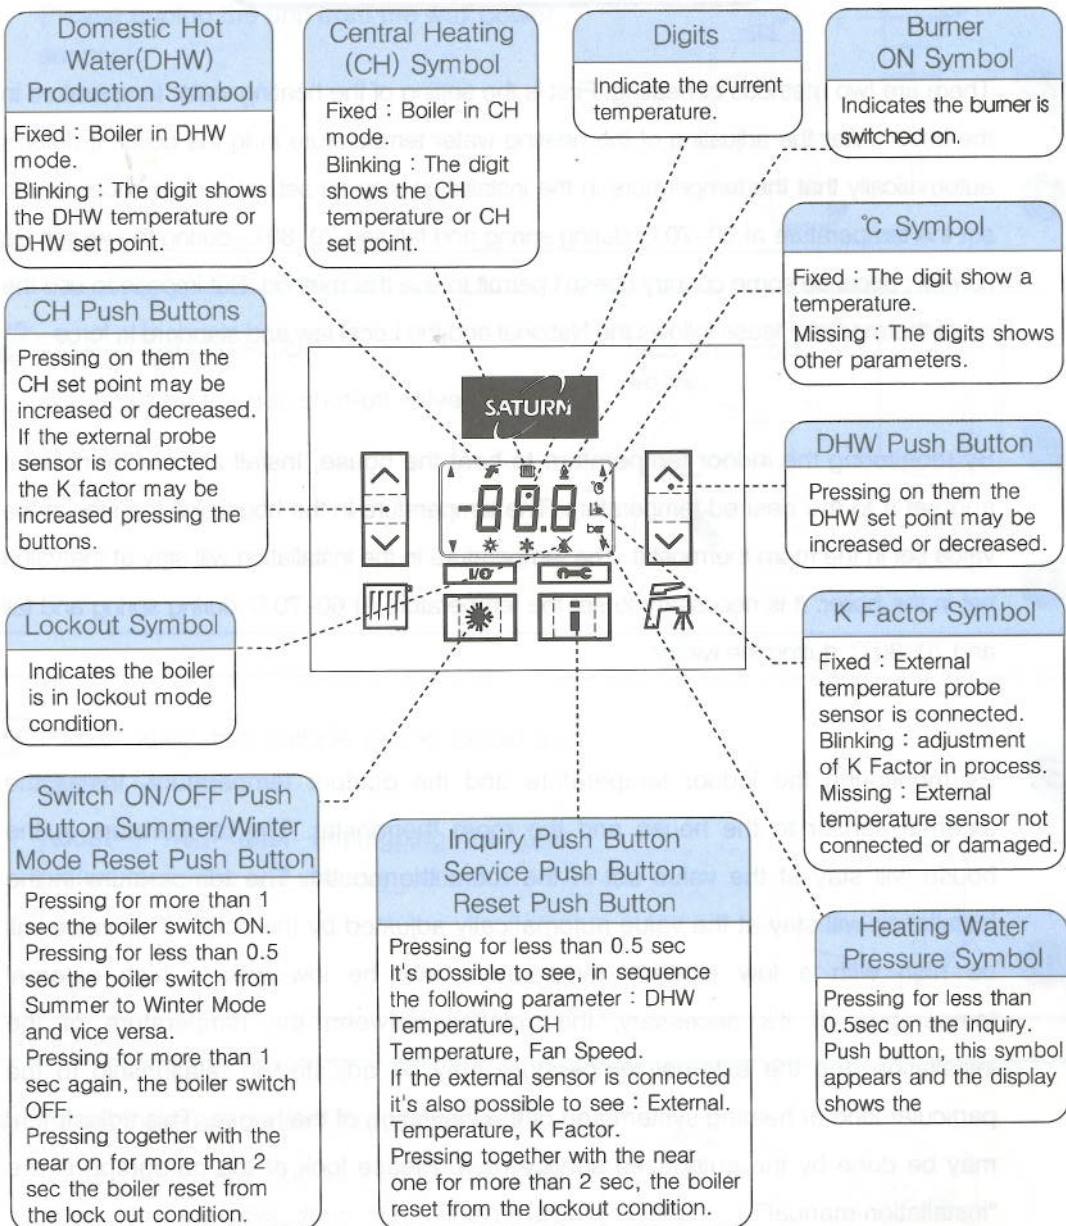 Domestic Hot
Water(DHW)
Production Symbol
Fixed : Boiler in DHW
mode.
Blinking : The digit shows
the DHW temperature or
DHW set point.
Central Heating
(CH) Symbol
Fixed : Boiler in CH
mode.
Blinking : The digit
lows the CH
temperature or CH
set point.
Digits
Indicate the current
temperature.
Burner
ON Symbol
Indicates the burner is
switched on.
℃ Symbol
Fixed : The digit show a
temperature.
Missing : The digits shows
other parameters.
CH Push Buttons
Pressing on them the
CH set point may be
increased or decreased.
If the external probe
sensor is connected
the K factor may be
increased pressing the
buttons.
SATURN
88.8
I/O
DHW Push Button
Pressing on them the
DHW set point may be
increased or decreased.
Lockout Symbol
Indicates the boiler
is in lockout mode
condition.
K Factor Symbol
Fixed : External
temperature probe
sensor is connected.
Blinking : adjustment
of K Factor in process.
Missing : External
temperature sensor not
connected or damaged.
Switch ON/OFF Push
Button Summer/Winter
Mode Reset Push Button
Pressing for more than 1
sec the boiler switch ON.
Pressing for less than 0.5
sec the boiler switch from
Summer to Winter Mode
and vice versa.
Pressing for more than 1
sec again, the boiler switch
OFF.
Pressing together with the
near on for more than 2
sec the boiler reset from
the lock out condition.
Inquiry Push Button
Service Push Button
Reset Push Button
Pressing for less than 0.5 sec
It's possible to see, in sequence
the following parameter : DHW
Temperature, CH
Temperature, Fan Speed.
If the external sensor is connected
it's also possible to see : External.
Temperature, K Factor.
Pressing together with the near
one for more than 2 sec, the boiler
reset from the lockout condition.
Heating Water
Pressure Symbol
Pressing for less than
0.5sec on the inquiry.
Push button, this symbol
appears and the display
shows the